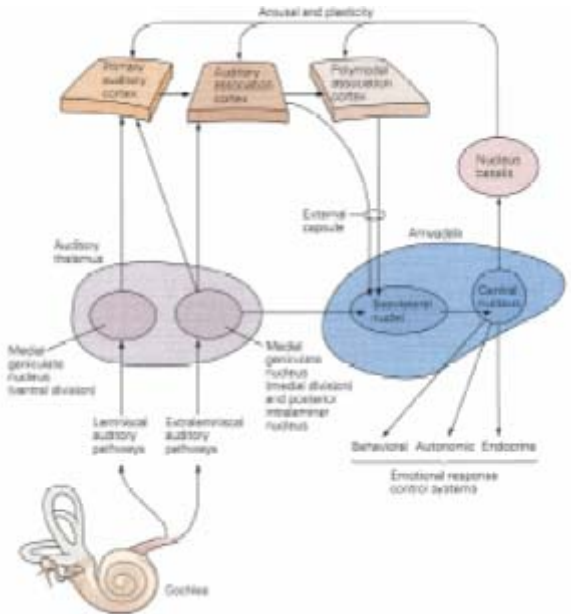 Arousal and plasticity
Primary
auditory
cortex
Auditory
association
cortex
Polymodal
association
cortex
Nucleus
basalis
External
capsule
Amygdala
Auditory
thalamus
Basolateral
nuclei
Central
nucleus
Medial
geniculate
nucleus
(ventral division)
Medial
geniculate
nucleus
(medial division)
and posterior
intralaminar
nucleus
Lemniscal
auditory
pathways
Extralemniscal
auditory
pathways
Behavioral Autonomic Endocrine
Emotional response
control systems
Cochlea